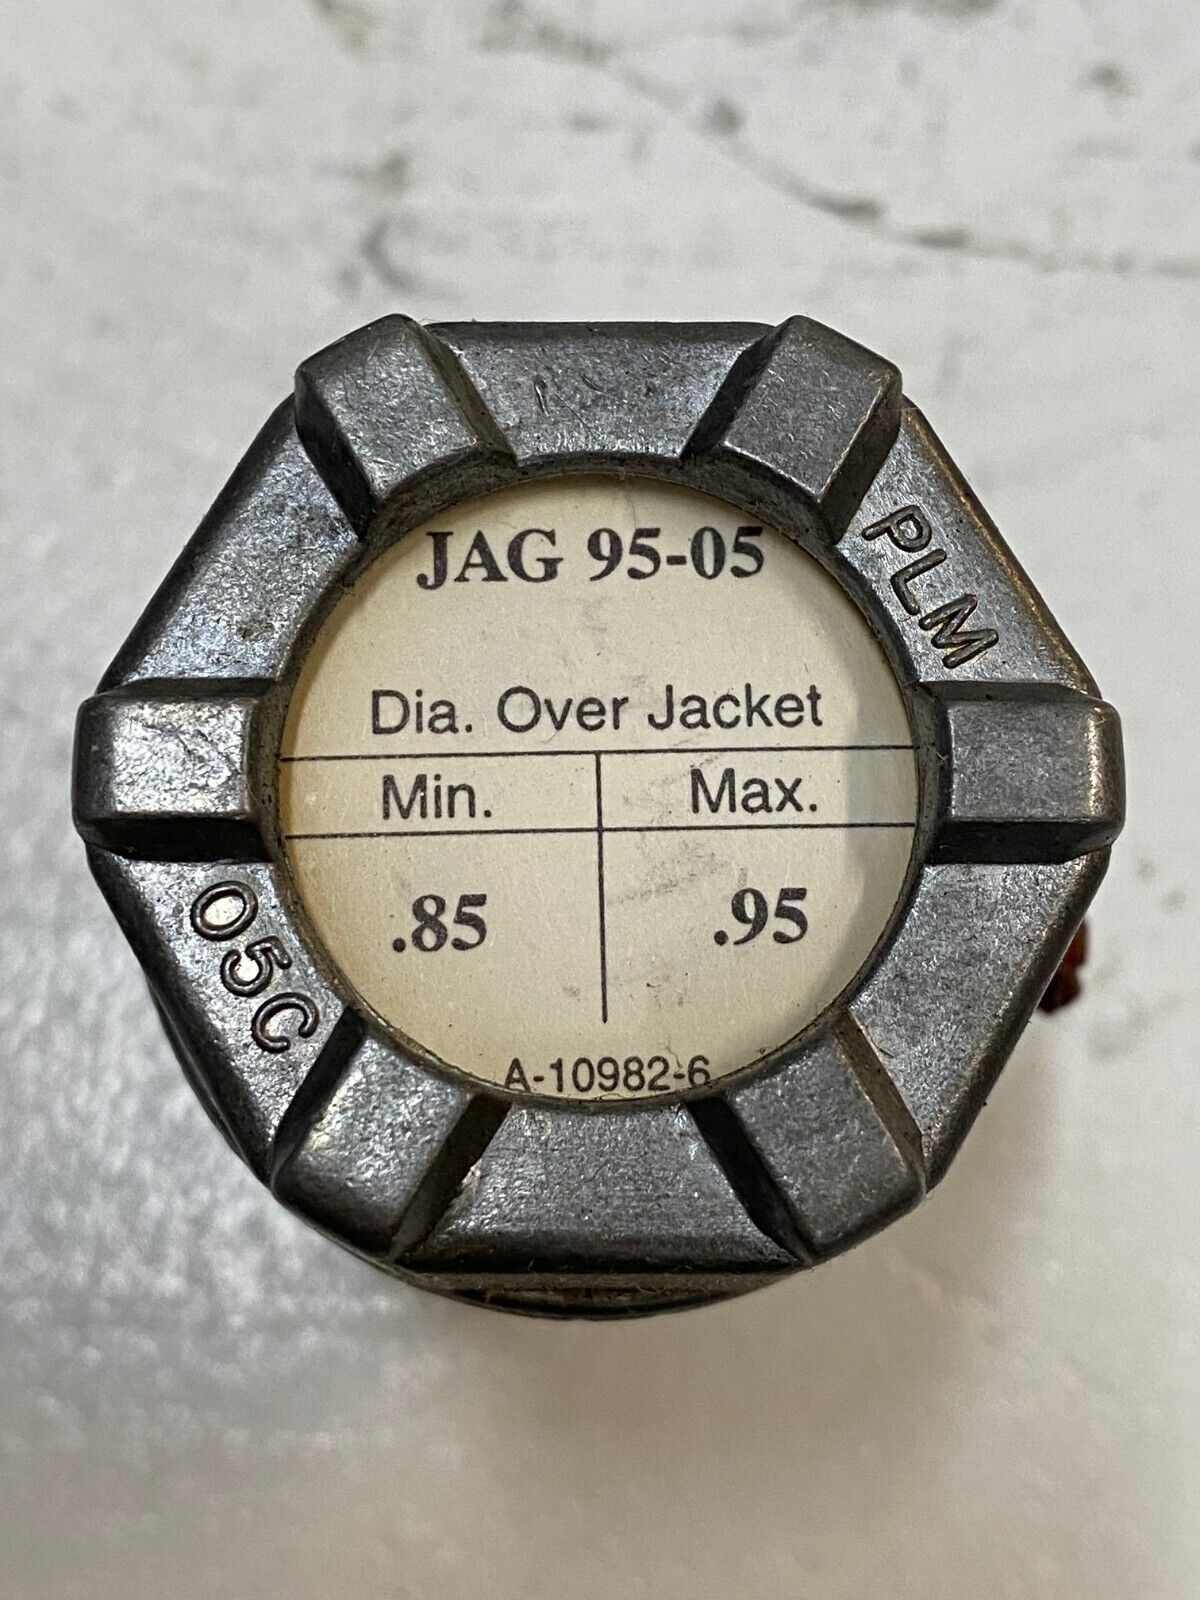 JAG 95-05
PLM
Dia. Over Jacket
Min. Max.
.85 .95
05C
A-10982-6